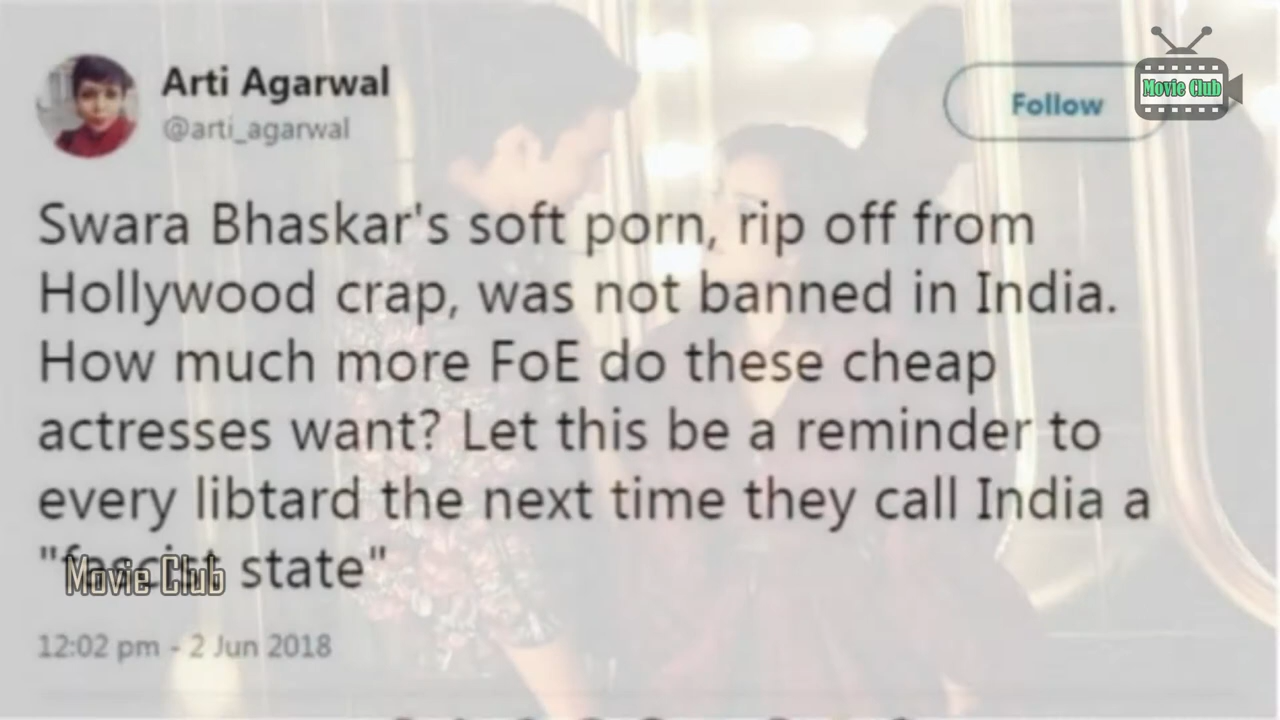 Arti Agarwal
@arti_agarwal
Follow
Movie Club
Swara Bhaskar's soft porn, rip off from
Hollywood crap, was not banned in India.
How much more FoE do these cheap
actresses want? Let this be a reminder to
every libtard the next time they call India a
"fascist state"
Movie Club
12:02 pm - 2 Jun 2018